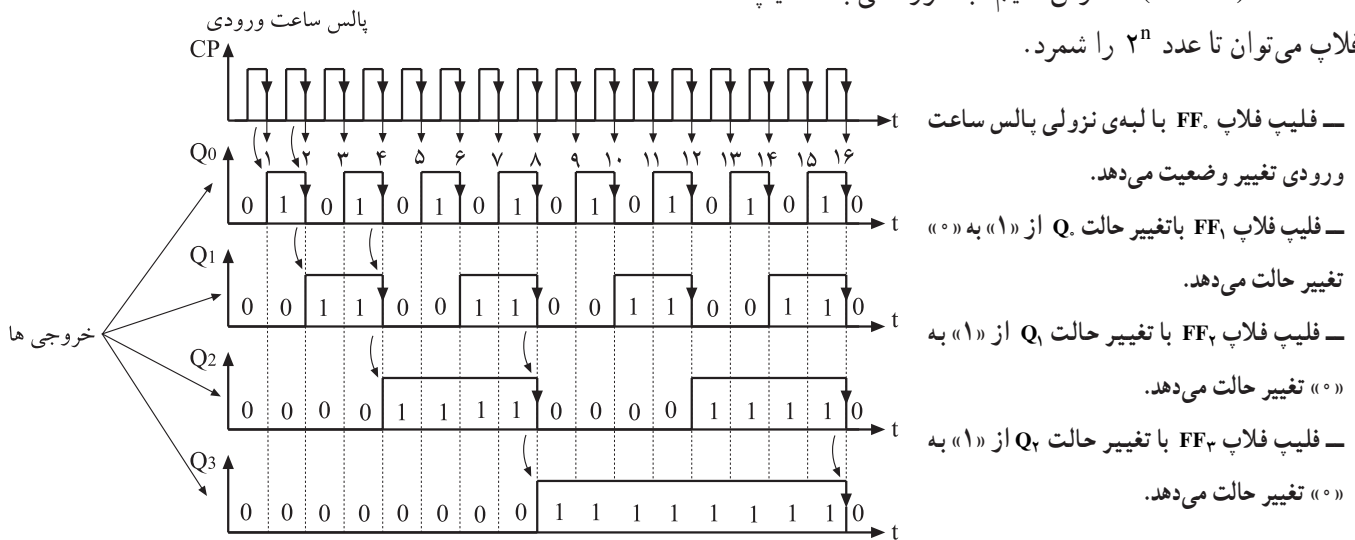 فلاپ می‌توان تا عدد ۲ⁿ را شمرد.
ــ فلیپ فلاپ FF۰ با لبه‌ی نزولی پالس ساعت
ورودی تغییر وضعیت می‌دهد.
ــ فلیپ فلاپ FF۱ باتغییر حالت Q۰ از «۱» به «۰»
تغییر حالت می‌دهد.
ــ فلیپ فلاپ FF۲ با تغییر حالت Q۱ از «۱» به
«۰» تغییر حالت می‌دهد.
ــ فلیپ فلاپ FF۳ با تغییر حالت Q۲ از «۱» به
«۰» تغییر حالت می‌دهد.
پالس ساعت ورودی
CP
t
۱ ۲ ۳ ۴ ۵ ۶ ۷ ۸ ۹ ۱۰ ۱۱ ۱۲ ۱۳ ۱۴ ۱۵ ۱۶
Q0
0 1 0 1 0 1 0 1 0 1 0 1 0 1 0 1 0
t
Q1
0 0 1 1 0 0 1 1 0 0 1 1 0 0 1 1 0
t
خروجی ها
Q2
0 0 0 0 1 1 1 1 0 0 0 0 1 1 1 1 0
t
Q3
0 0 0 0 0 0 0 0 1 1 1 1 1 1 1 1 0
t